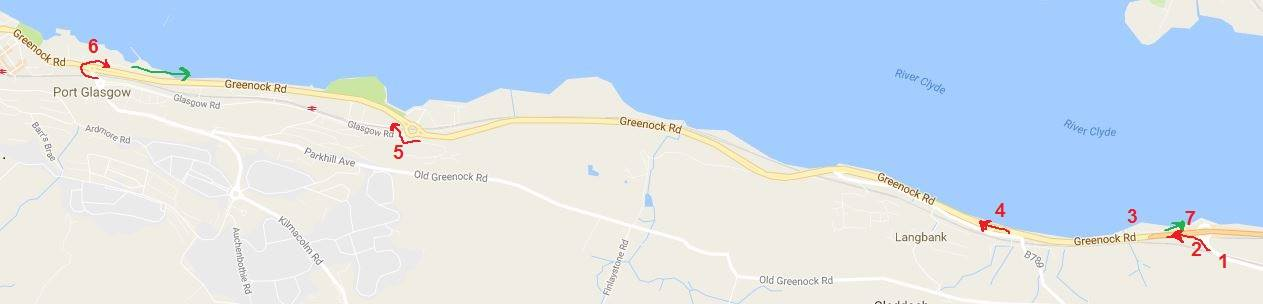 Greenock Rd
6
Port Glasgow
Greenock Rd
Glasgow Rd
Barr's Brae
Ardmore Rd
Glasgow Rd
5
Parkhill Ave
Old Greenock Rd
Auchenbothie Rd
Kilmacolm Rd
Greenock Rd
River Clyde
River Clyde
Finlaystone Rd
Greenock Rd
4
Langbank
B789
Old Greenock Rd
3
Greenock Rd
7
2
1